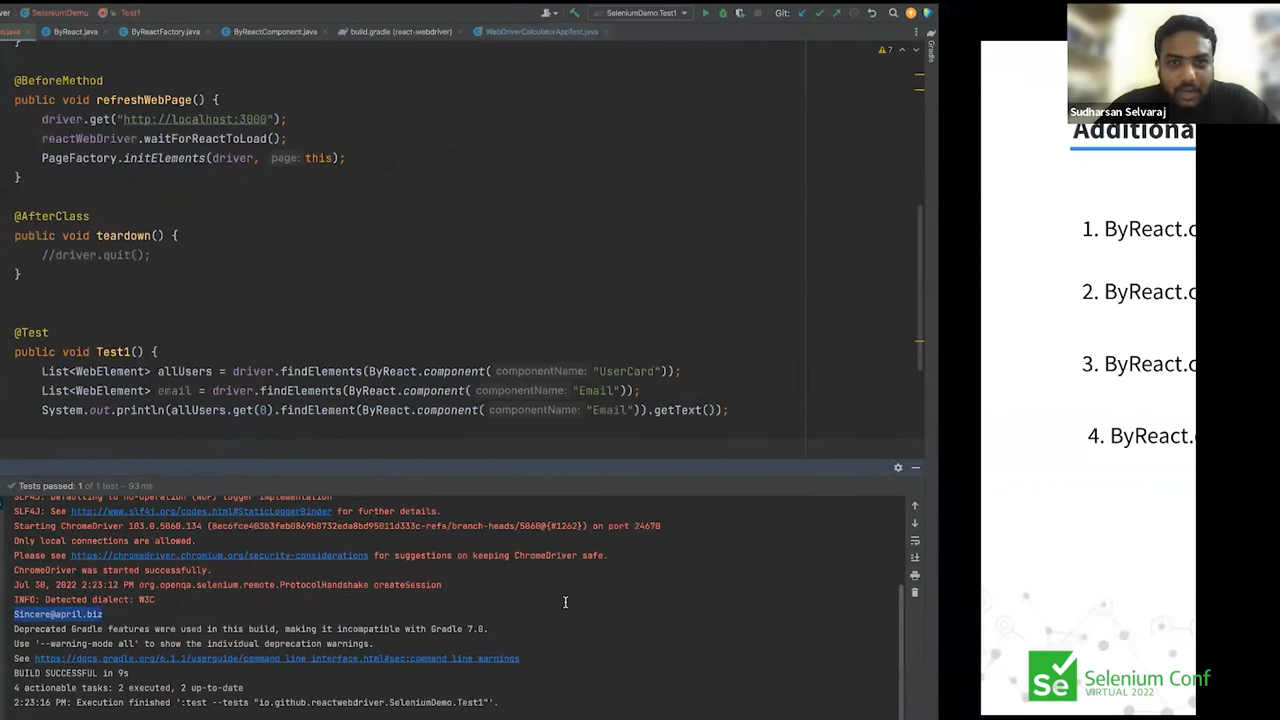 SeleniumDemo Test1 SeleniumDemo.Test1 Git:
ByReact.java ByReactFactory.java ByReactComponent.java build.gradle (react-webdriver) WebDriverCalculatorAppTest.java
7
Gradle
@BeforeMethod
public void refreshWebPage() {
driver.get("http://localhost:3000");
reactWebDriver.waitForReactToLoad();
PageFactory.initElements(driver, page: this);
}
@AfterClass
public void teardown() {
//driver.quit();
}
@Test
public void Test1() {
List<WebElement> allUsers = driver.findElements(ByReact.component( componentName: "UserCard"));
List<WebElement> email = driver.findElements(ByReact.component( componentName: "Email"));
System.out.println(allUsers.get(0).findElement(ByReact.component( componentName: "Email")).getText());
Tests passed: 1 of 1 test – 93 ms
SLF4J: Defaulting to no-operation (NOP) logger implementation
SLF4J: See http://www.slf4j.org/codes.html#StaticLoggerBinder for further details.
Starting ChromeDriver 103.0.5060.134 (8ec6fce403b3feb0869b0732eda8bd95011d333c-refs/branch-heads/5060@{#1262}) on port 24670
Only local connections are allowed.
Please see https://chromedriver.chromium.org/security-considerations for suggestions on keeping ChromeDriver safe.
ChromeDriver was started successfully.
Jul 30, 2022 2:23:12 PM org.openqa.selenium.remote.ProtocolHandshake createSession
INFO: Detected dialect: W3C
Sincere@april.biz
Deprecated Gradle features were used in this build, making it incompatible with Gradle 7.0.
Use '--warning-mode all' to show the individual deprecation warnings.
See https://docs.gradle.org/6.1.1/userguide/command_line_interface.html#sec:command_line_warnings
BUILD SUCCESSFUL in 9s
4 actionable tasks: 2 executed, 2 up-to-date
2:23:16 PM: Execution finished ':test --tests "io.github.reactwebdriver.SeleniumDemo.Test1"'.
Sudharsan Selvaraj
Additiona
1. ByReact.c
2. ByReact.c
3. ByReact.c
4. ByReact.
Se Selenium Conf
VIRTUAL 2022